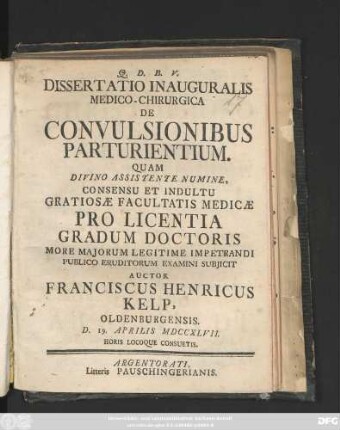 Q. D. B. V.
DISSERTATIO INAUGURALIS
MEDICO-CHIRURGICA
DE
CONVULSIONIBUS
PARTURIENTIUM.
QUAM
DIVINO ASSISTENTE NUMINE,
CONSENSU ET INDULTU
GRATIOSÆ FACULTATIS MEDICÆ
PRO LICENTIA
GRADUM DOCTORIS
MORE MAJORUM LEGITIME IMPETRANDI
PUBLICO ERUDITORUM EXAMINI SUBJICIT
AUCTOR
FRANCISCUS HENRICUS
KELP,
OLDENBURGENSIS.
D. 19. APRILIS MDCCXLVII.
HORIS LOCOQUE CONSUETIS.
ARGENTORATI,
Litteris PAUSCHINGERIANIS.
DFG